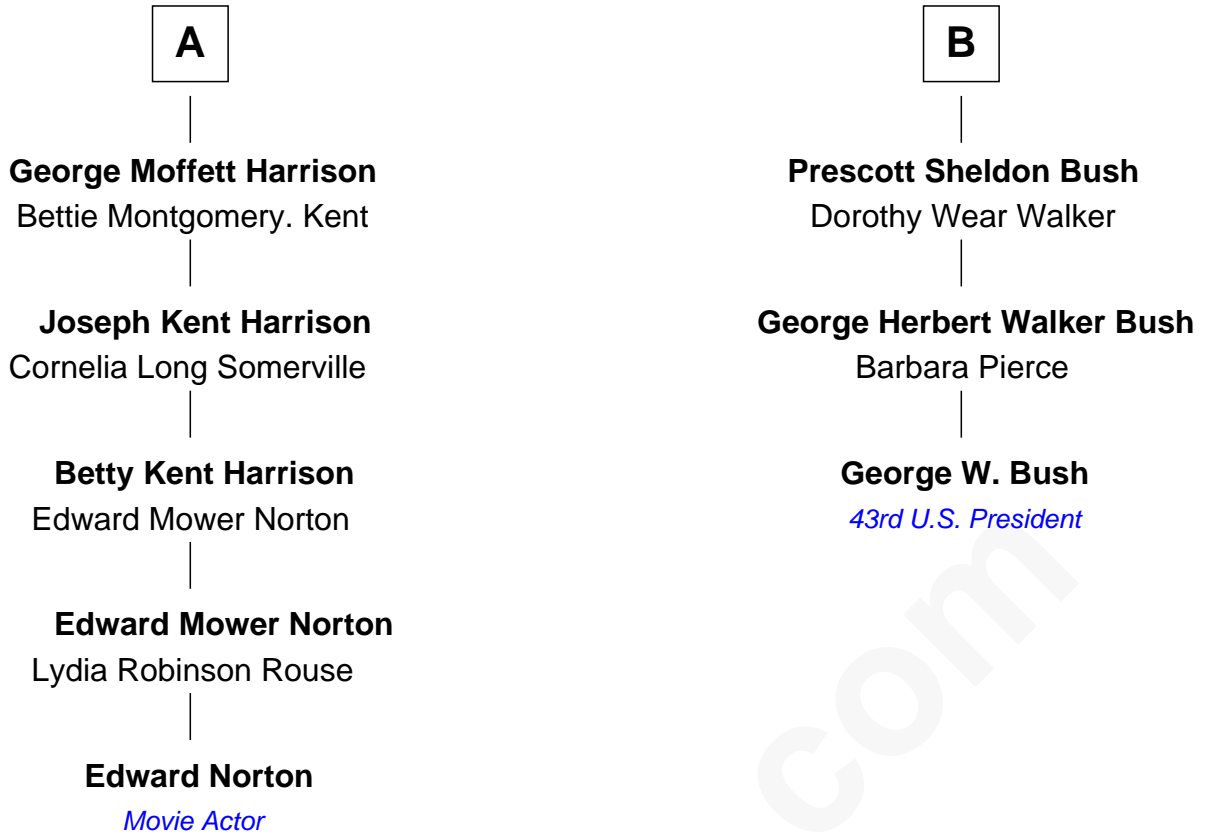 A
George Moffett Harrison
Bettie Montgomery. Kent
Joseph Kent Harrison
Cornelia Long Somerville
Betty Kent Harrison
Edward Mower Norton
Edward Mower Norton
Lydia Robinson Rouse
Edward Norton
Movie Actor
B
Prescott Sheldon Bush
Dorothy Wear Walker
George Herbert Walker Bush
Barbara Pierce
George W. Bush
43rd U.S. President
com